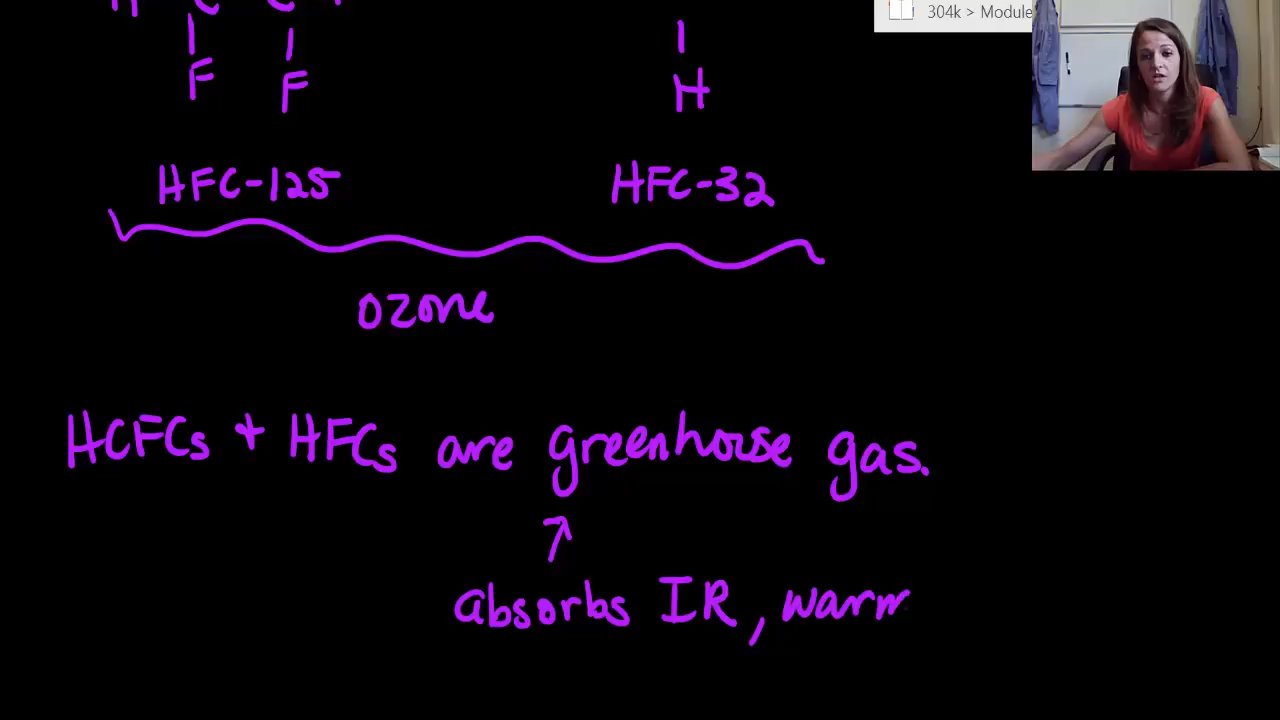 304k > Module
F F
H
HFC-125 HFC-32
ozone
HCFCs + HFCs are greenhouse gas.
absorbs IR, warm